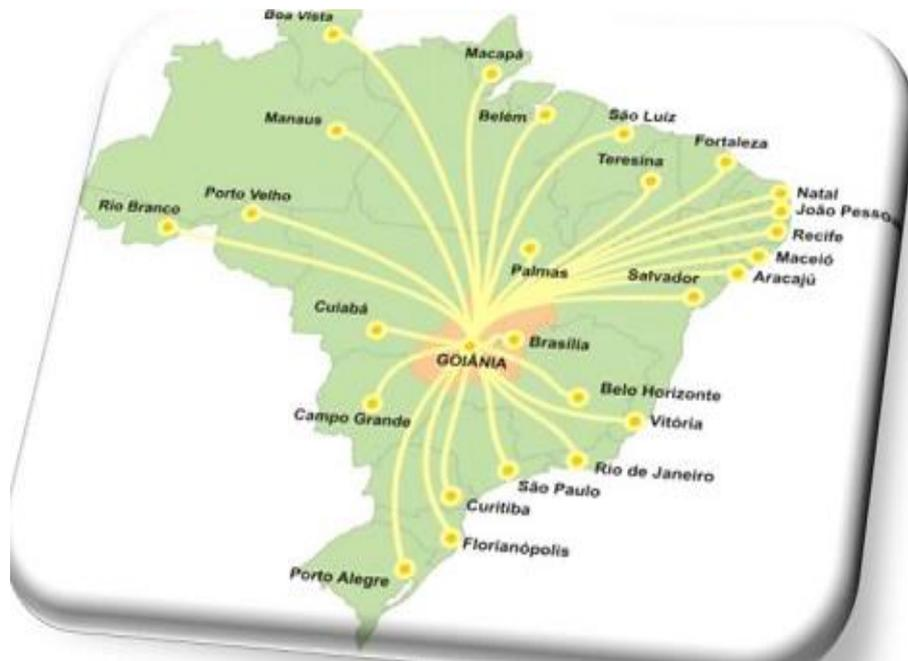 Boa Vista
Macapá
Manaus
Belém
São Luiz
Fortaleza
Teresina
Porto Velho
Rio Branco
Natal
João Pesso
Recife
Maceió
Aracajú
Palmas
Salvador
Cuiabá
Brasília
GOIÂNIA
Belo Horizonte
Campo Grande
Vitória
Rio de Janeiro
São Paulo
Curitiba
Florianópolis
Porto Alegre